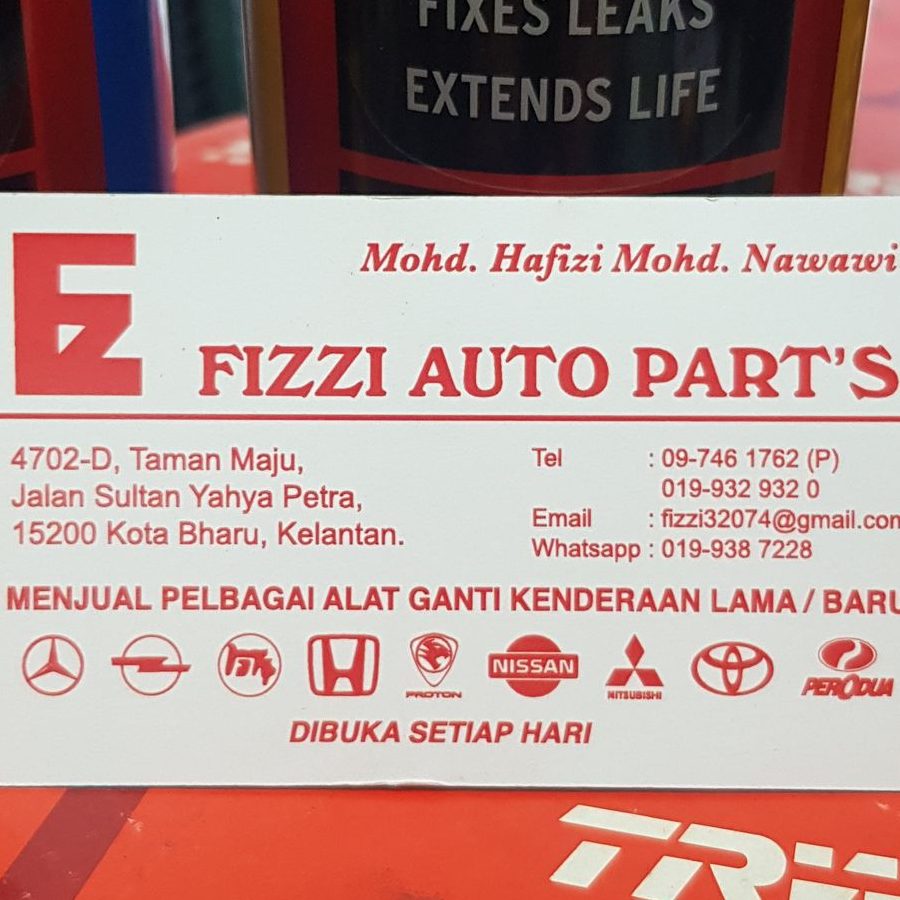 FIXES LEAKS
EXTENDS LIFE
Mohd. Hafizi Mohd. Nawawi
FIZZI AUTO PART'S
4702-D, Taman Maju,
Jalan Sultan Yahya Petra,
15200 Kota Bharu, Kelantan.
Tel : 09-746 1762 (P)
019-932 932 0
Email : fizzi32074@gmail.com
Whatsapp : 019-938 7228
MENJUAL PELBAGAI ALAT GANTI KENDERAAN LAMA / BARU
PROTON
NISSAN
MITSUBISHI
PERODUA
DIBUKA SETIAP HARI
TRW